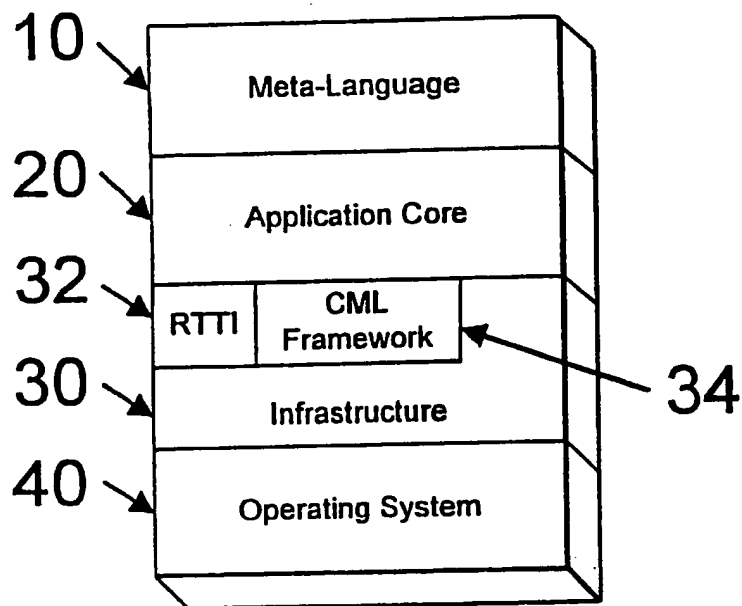 10
Meta-Language
20
Application Core
32
RTTI
CML
Framework
34
30
Infrastructure
40
Operating System